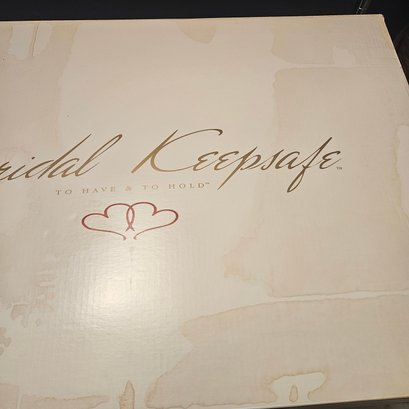 ridal Keepsafe™
TO HAVE & TO HOLD™